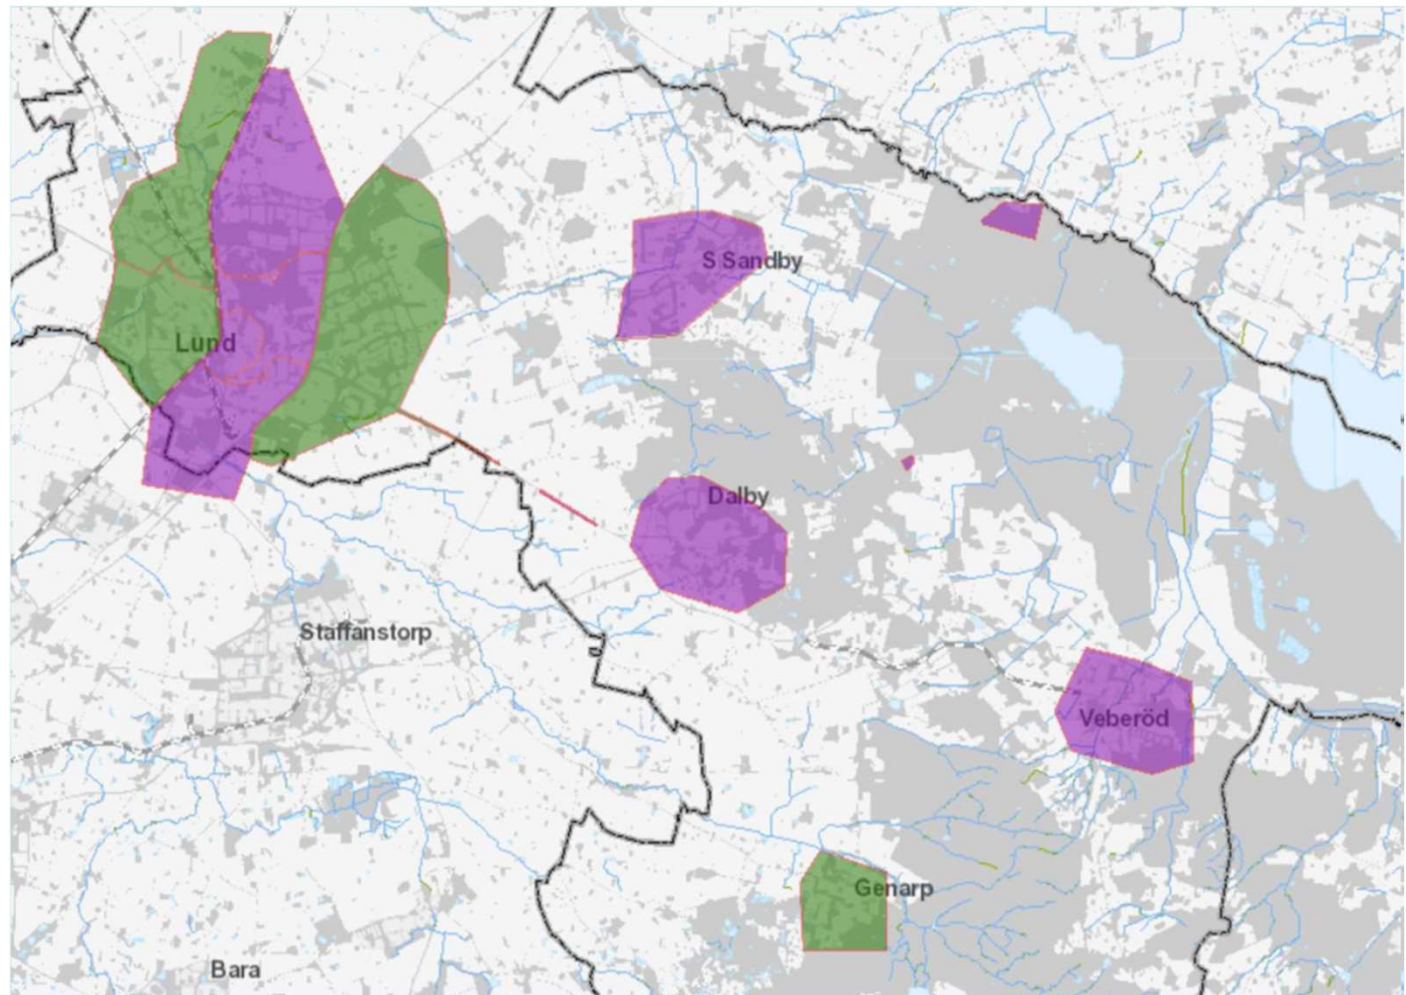 S Sandby
Lund
Dalby
Staffanstorp
Veberöd
Genarp
Bara